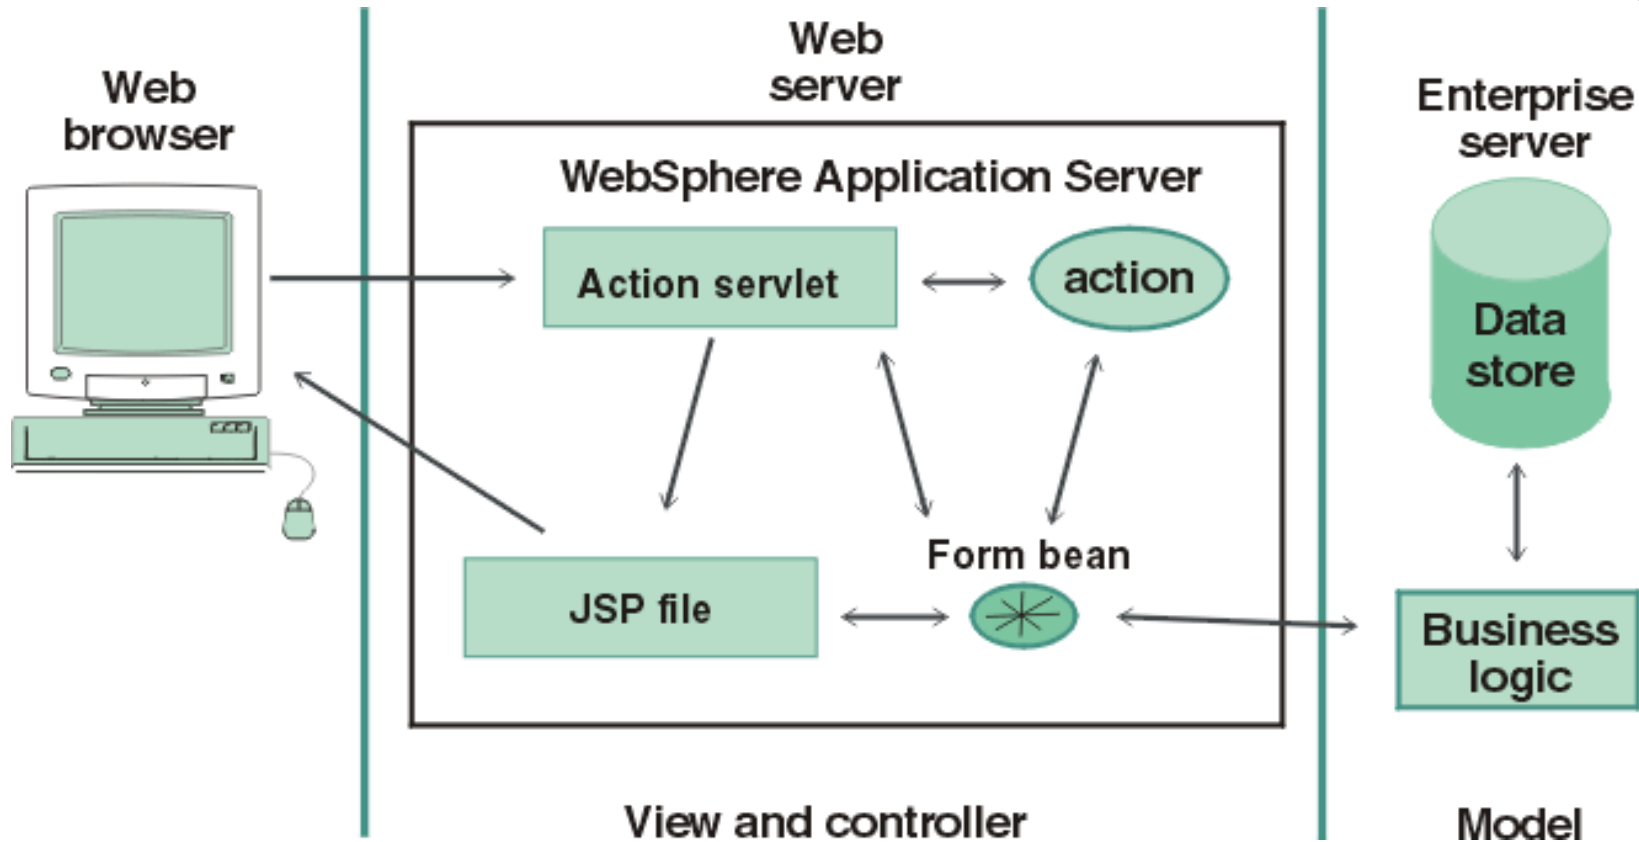 Web
browser
Web
server
WebSphere Application Server
Action servlet
action
Form bean
JSP file
View and controller
Enterprise
server
Data
store
Business
logic
Model